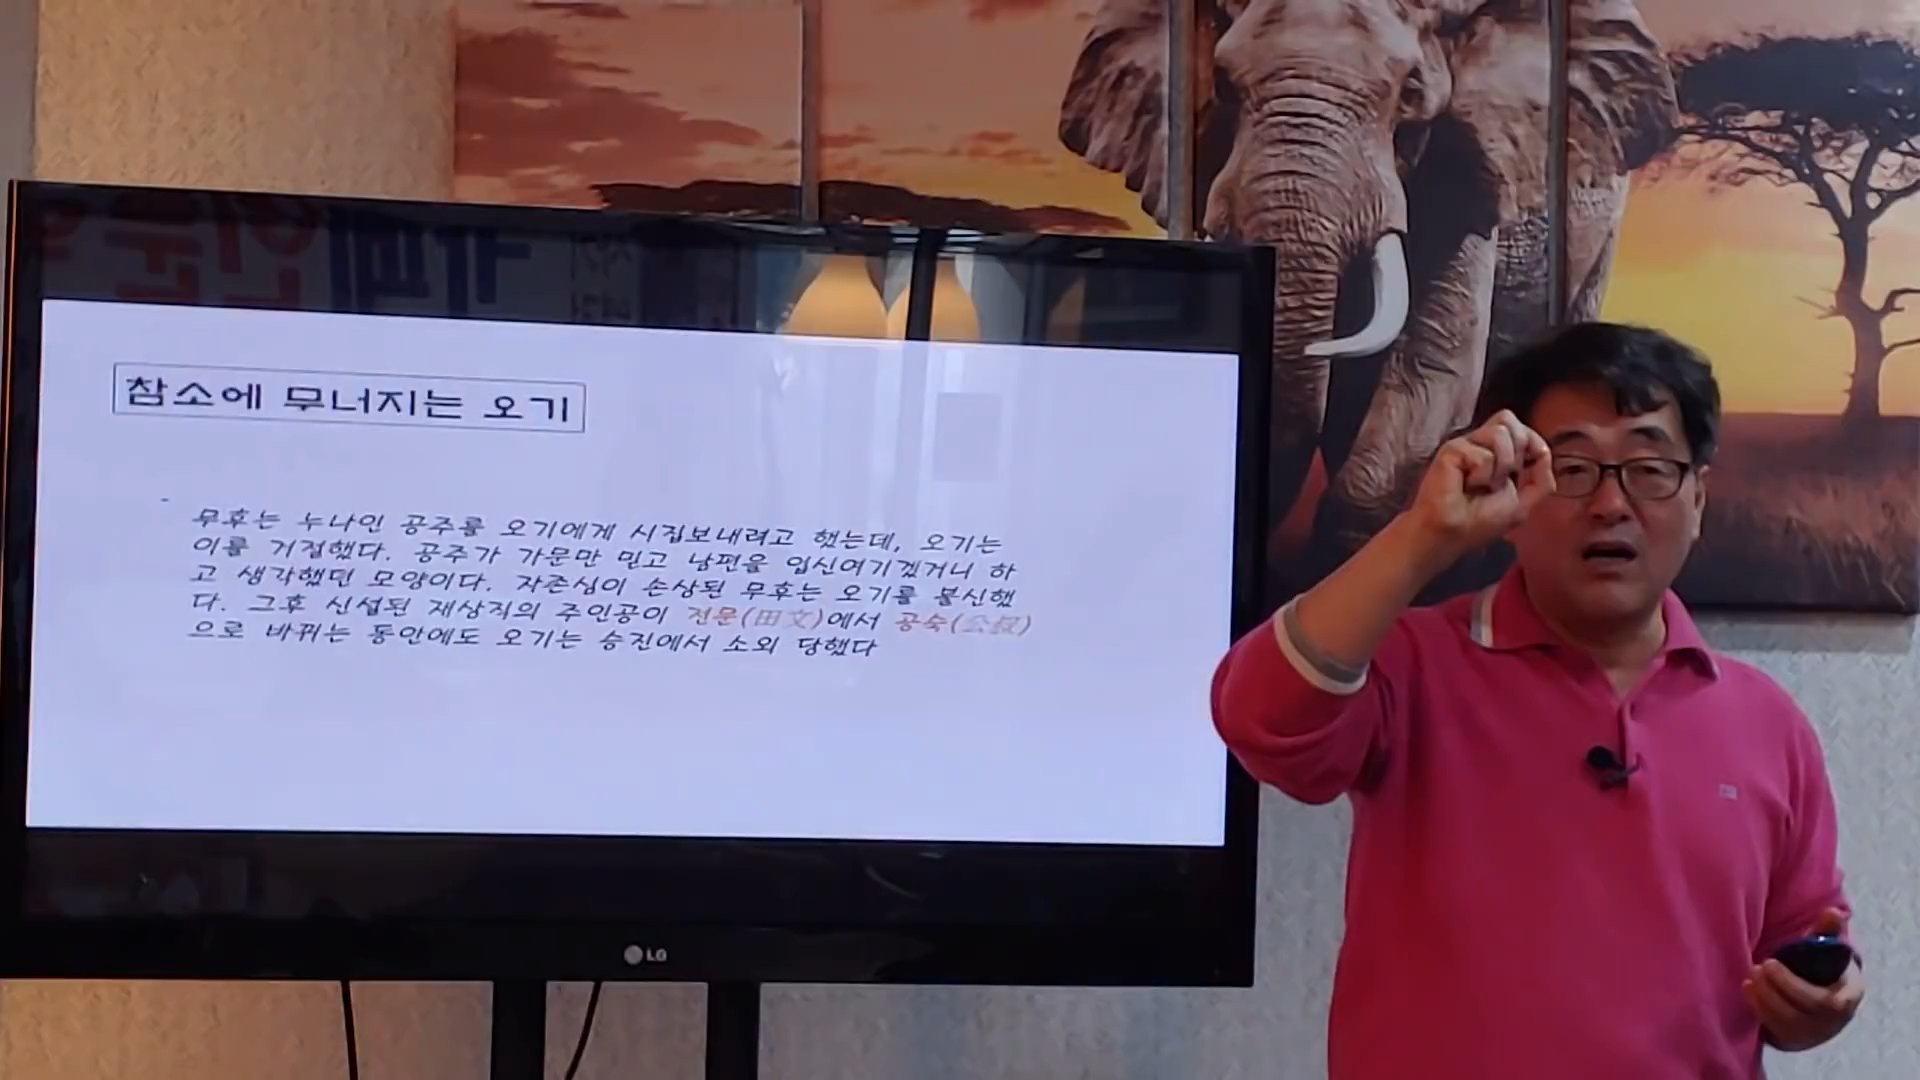 참소에 무너지는 오기
- 무후는 누나인 공주를 오기에게 시집보내려고 했는데, 오기는
이를 거절했다. 공주가 가문만 믿고 남편을 업신여기겠거니 하
고 생각했던 모양이다. 자존심이 손상된 무후는 오기를 불신했
다. 그후 신설된 재상직의 주인공이 전문(田文)에서 공숙(公叔)
으로 바뀌는 동안에도 오기는 승진에서 소외 당했다
LG